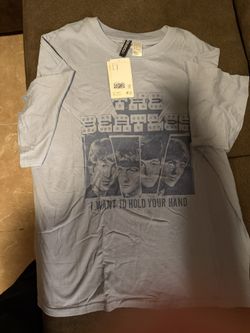 THE
BEATLES
I WANT TO HOLD YOUR HAND